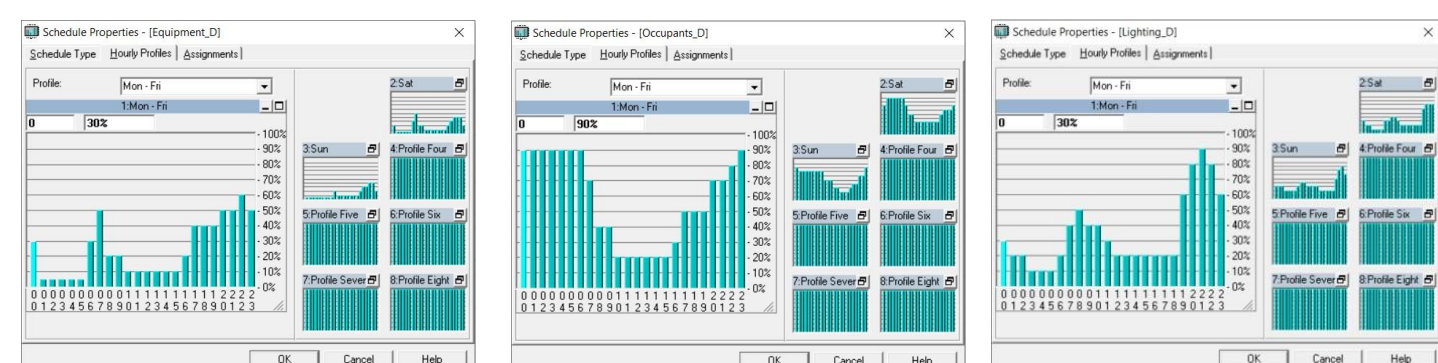 Schedule Properties - [Equipment_D]
Schedule Type Hourly Profiles Assignments
Profile: Mon - Fri
1:Mon - Fri
0 30%
100%
90%
80%
70%
60%
50%
40%
30%
20%
10%
0%
0 0 0 0 0 0 0 0 0 0 1 1 1 1 1 1 1 1 1 1 2 2 2 2
0 1 2 3 4 5 6 7 8 9 0 1 2 3 4 5 6 7 8 9 0 1 2 3
2:Sat
3:Sun 4:Profile Four
5:Profile Five 6:Profile Six
7:Profile Sever 8:Profile Eight
OK Cancel Help
Schedule Properties - [Occupants_D]
Schedule Type Hourly Profiles Assignments
Profile: Mon - Fri
1:Mon - Fri
0 90%
100%
90%
80%
70%
60%
50%
40%
30%
20%
10%
0%
0 0 0 0 0 0 0 0 0 0 1 1 1 1 1 1 1 1 1 1 2 2 2 2
0 1 2 3 4 5 6 7 8 9 0 1 2 3 4 5 6 7 8 9 0 1 2 3
2:Sat
3:Sun 4:Profile Four
5:Profile Five 6:Profile Six
7:Profile Sever 8:Profile Eight
OK Cancel Help
Schedule Properties - [Lighting_D]
Schedule Type Hourly Profiles Assignments
Profile: Mon - Fri
1:Mon - Fri
0 30%
100%
90%
80%
70%
60%
50%
40%
30%
20%
10%
0%
0 0 0 0 0 0 0 0 0 0 1 1 1 1 1 1 1 1 1 1 2 2 2 2
0 1 2 3 4 5 6 7 8 9 0 1 2 3 4 5 6 7 8 9 0 1 2 3
2:Sat
3:Sun 4:Profile Four
5:Profile Five 6:Profile Six
7:Profile Sever 8:Profile Eight
OK Cancel Help